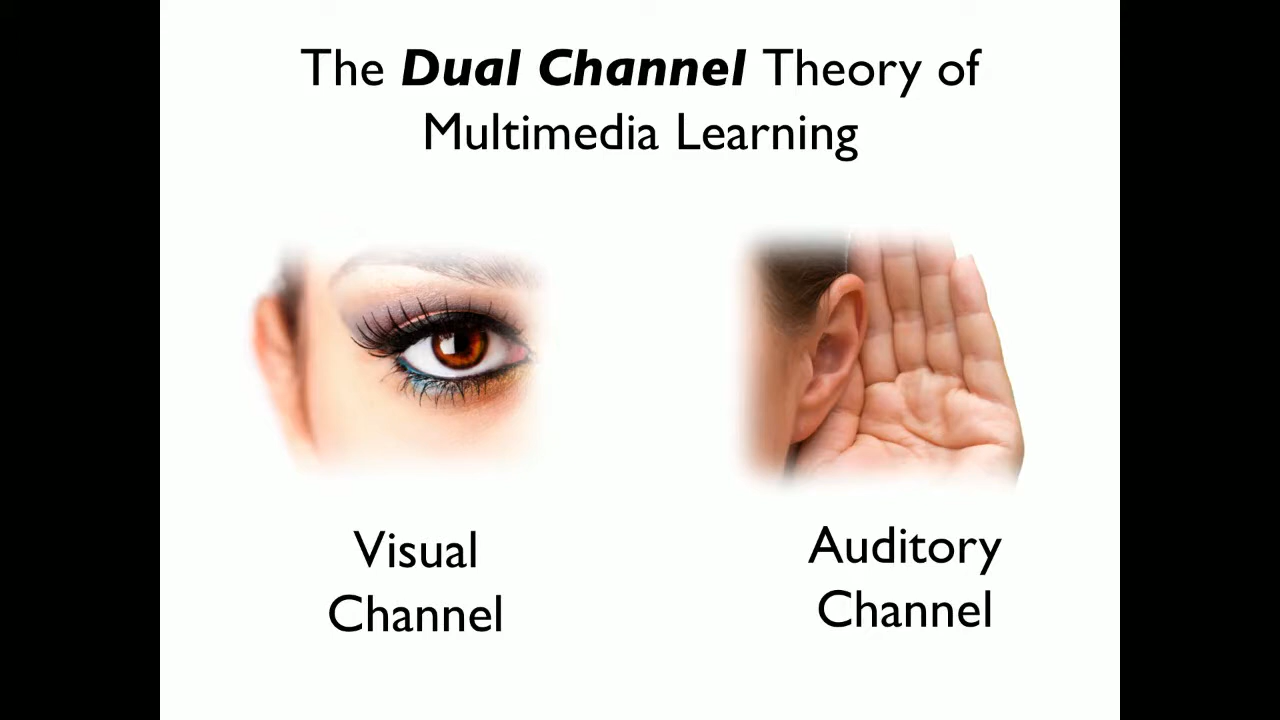 The Dual Channel Theory of
Multimedia Learning
Visual
Channel
Auditory
Channel